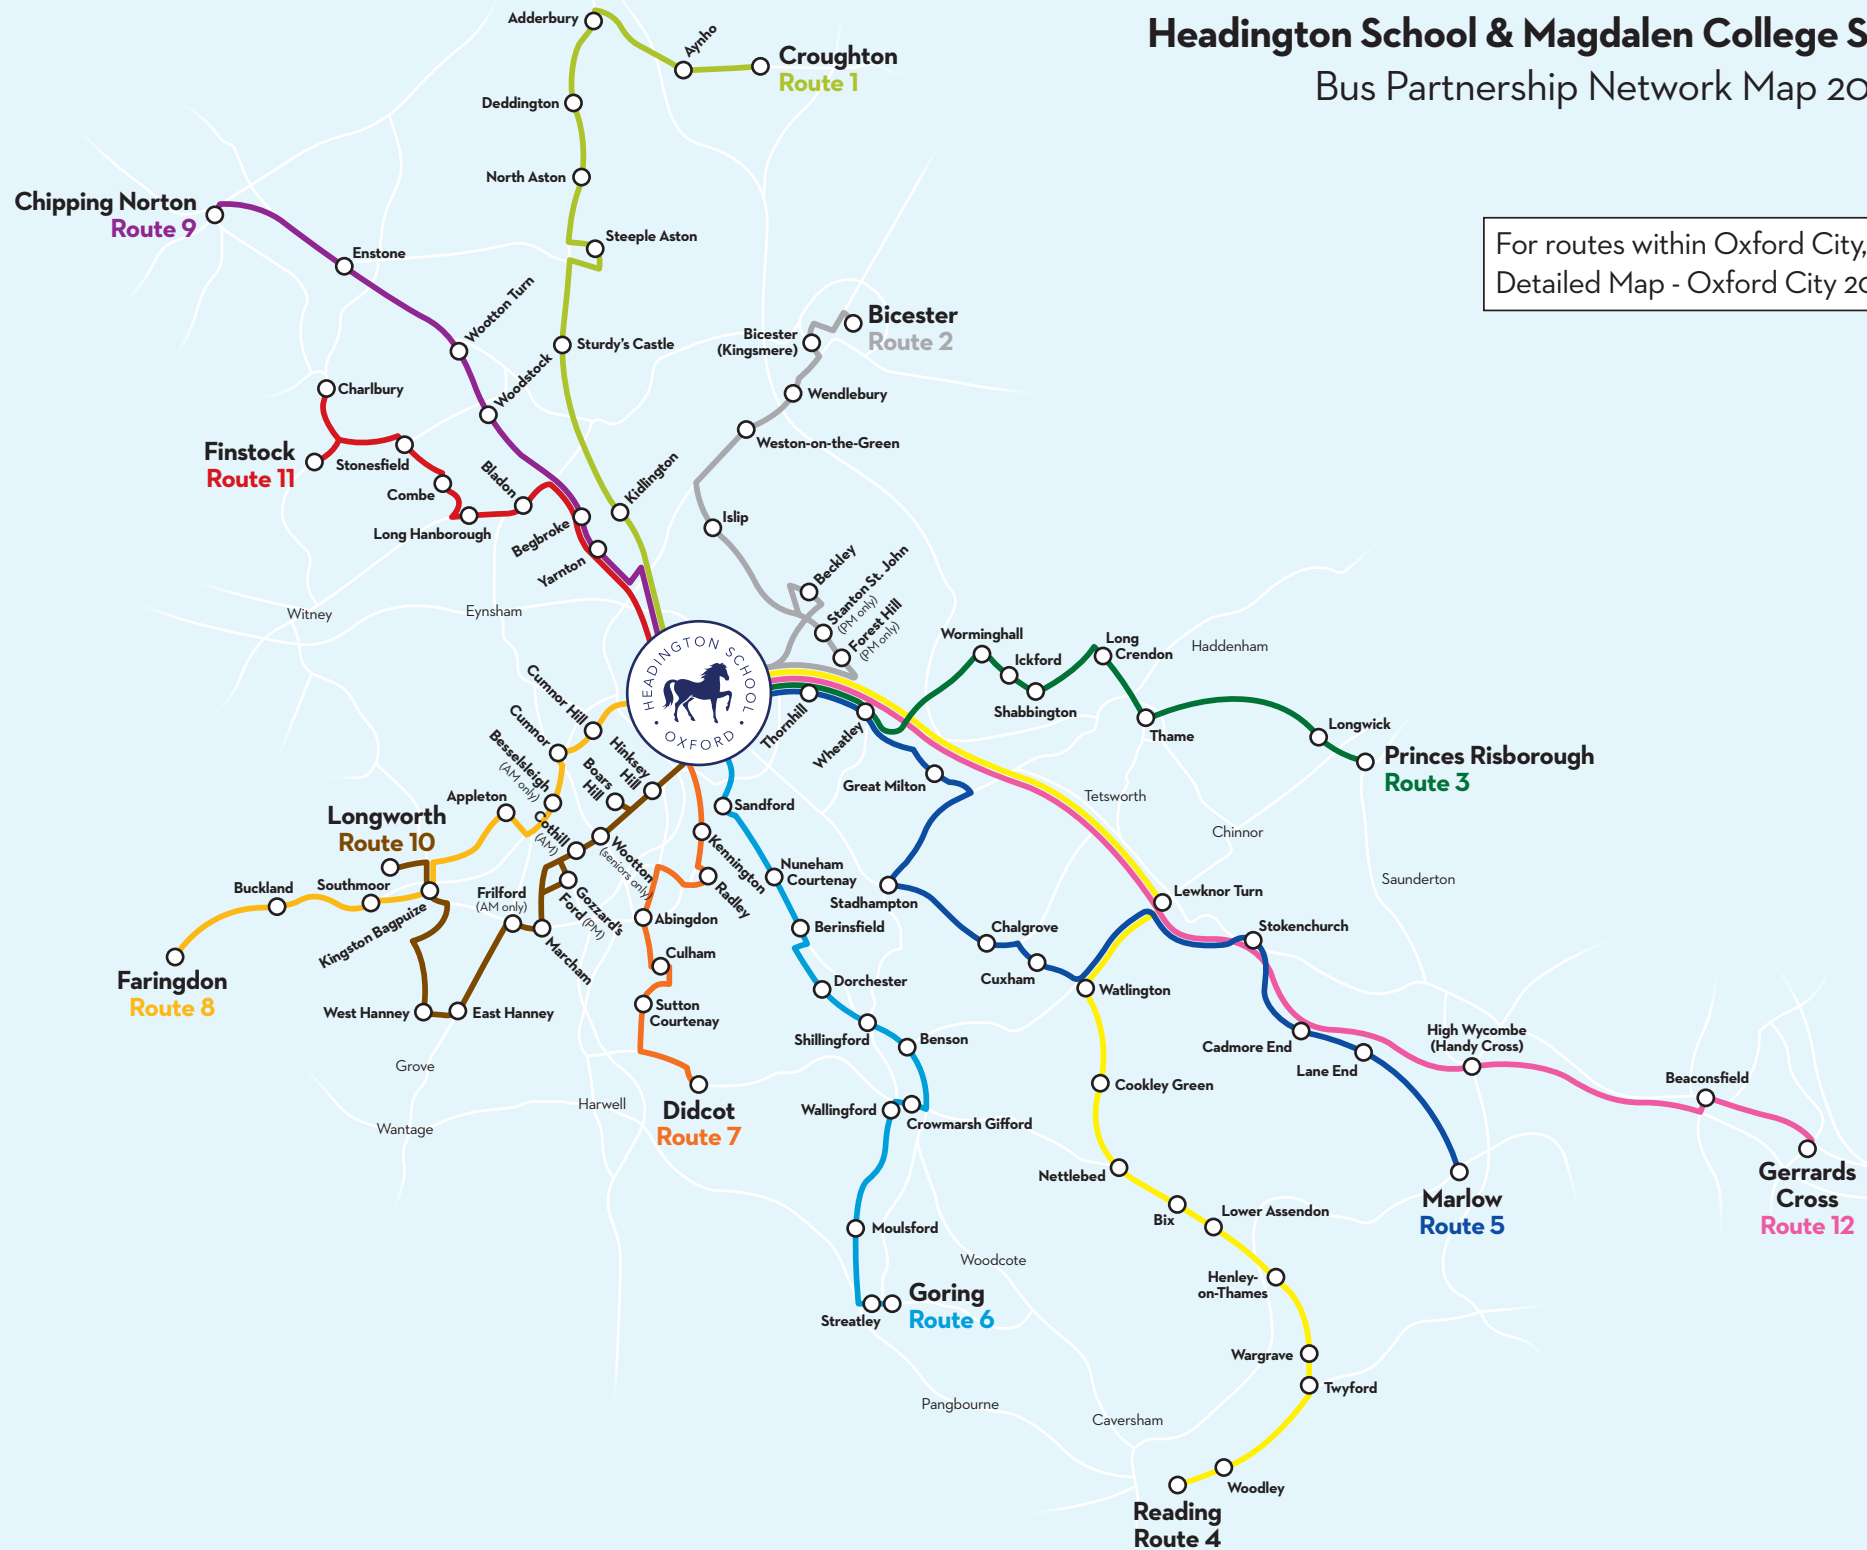 Headington School & Magdalen College S
Bus Partnership Network Map 20
For routes within Oxford City,
Detailed Map - Oxford City 20
Adderbury
Aynho
Croughton
Route 1
Deddington
North Aston
Steeple Aston
Sturdy's Castle
Kidlington
Chipping Norton
Route 9
Enstone
Wootton Turn
Woodstock
Begbroke
Yarnton
Charlbury
Finstock
Route 11
Stonesfield
Combe
Long Hanborough
Bladon
Bicester
Route 2
Bicester
(Kingsmere)
Wendlebury
Weston-on-the-Green
Islip
Beckley
Stanton St. John
(PM only)
Forest Hill
(PM only)
Witney
Eynsham
HEADINGTON SCHOOL
• OXFORD •
Worminghall
Ickford
Shabbington
Long
Crendon
Haddenham
Thame
Longwick
Princes Risborough
Route 3
Thornhill
Wheatley
Great Milton
Tetsworth
Chinnor
Saunderton
Stadhampton
Chalgrove
Cuxham
Watlington
Lewknor Turn
Stokenchurch
Cadmore End
Lane End
Marlow
Route 5
High Wycombe
(Handy Cross)
Beaconsfield
Gerrards
Cross
Route 12
Cookley Green
Nettlebed
Bix
Lower Assendon
Henley-
on-Thames
Wargrave
Twyford
Woodley
Reading
Route 4
Caversham
Pangbourne
Woodcote
Sandford
Nuneham
Courtenay
Berinsfield
Dorchester
Shillingford
Benson
Wallingford
Crowmarsh Gifford
Moulsford
Streatley
Goring
Route 6
Kennington
Radley
Abingdon
Culham
Sutton
Courtenay
Didcot
Route 7
Harwell
Cumnor Hill
Cumnor
Besselsleigh
(AM only)
Appleton
Hinksey
Hill
Boars
Hill
Wootton
(seniors only)
Cothill
(AM)
Gozzard's
Ford (PM)
Longworth
Route 10
Southmoor
Kingston Bagpuize
Buckland
Faringdon
Route 8
Frilford
(AM only)
Marcham
West Hanney
East Hanney
Grove
Wantage